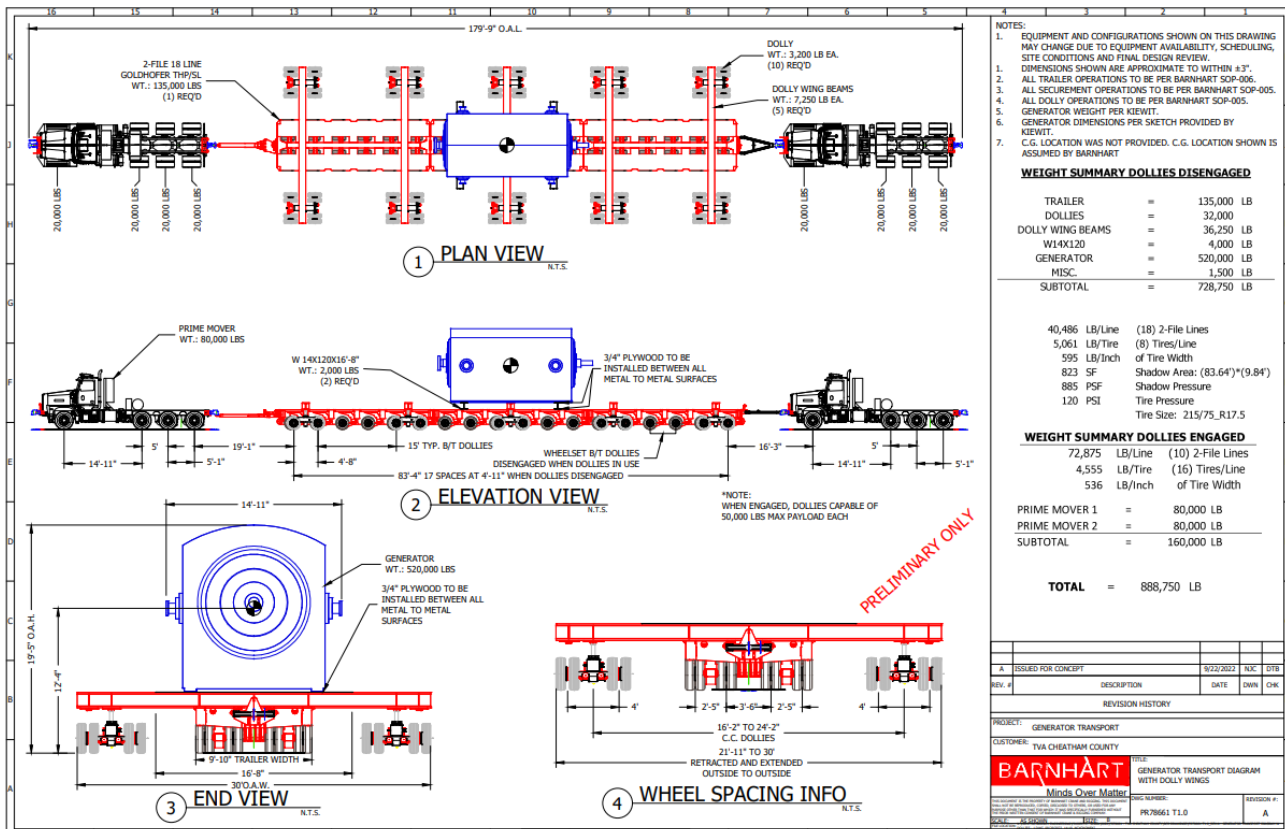 16 15 14 13 12 11 10 9 8 7 6 5 4 3 2 1
K
J
H
G
F
E
D
C
B
A
179'-9" O.A.L.
2-FILE 18 LINE
GOLDHOFER THP/SL
WT.: 135,000 LBS
(1) REQ'D
DOLLY
WT.: 3,200 LB EA.
(10) REQ'D
DOLLY WING BEAMS
WT.: 7,250 LB EA.
(5) REQ'D
20,000 LBS
20,000 LBS
20,000 LBS
20,000 LBS
20,000 LBS
20,000 LBS
20,000 LBS
20,000 LBS
1 PLAN VIEW
N.T.S.
PRIME MOVER
WT.: 80,000 LBS
W 14X120X16'-8"
WT.: 2,000 LBS
(2) REQ'D
3/4" PLYWOOD TO BE
INSTALLED BETWEEN ALL
METAL TO METAL SURFACES
5'
19'-1"
15' TYP. B/T DOLLIES
WHEELSET B/T DOLLIES
DISENGAGED WHEN DOLLIES IN USE
16'-3"
5'
14'-11"
5'-1"
4'-8"
14'-11"
5'-1"
83'-4" 17 SPACES AT 4'-11" WHEN DOLLIES DISENGAGED
2 ELEVATION VIEW
N.T.S.
*NOTE:
WHEN ENGAGED, DOLLIES CAPABLE OF
50,000 LBS MAX PAYLOAD EACH
14'-11"
GENERATOR
WT.: 520,000 LBS
3/4" PLYWOOD TO BE
INSTALLED BETWEEN ALL
METAL TO METAL
SURFACES
19'-5" O.A.H.
12'-4"
9'-10" TRAILER WIDTH
16'-8"
30'O.A.W.
3 END VIEW
N.T.S.
PRELIMINARY ONLY
4'
2'-5"
3'-6"
2'-5"
4'
16'-2" TO 24'-2"
C.C. DOLLIES
21'-11" TO 30'
RETRACTED AND EXTENDED
OUTSIDE TO OUTSIDE
4 WHEEL SPACING INFO
N.T.S.
NOTES:
1. EQUIPMENT AND CONFIGURATIONS SHOWN ON THIS DRAWING
MAY CHANGE DUE TO EQUIPMENT AVAILABILITY, SCHEDULING,
SITE CONDITIONS AND FINAL DESIGN REVIEW.
1. DIMENSIONS SHOWN ARE APPROXIMATE TO WITHIN ±3".
2. ALL TRAILER OPERATIONS TO BE PER BARNHART SOP-006.
3. ALL SECUREMENT OPERATIONS TO BE PER BARNHART SOP-005.
4. ALL DOLLY OPERATIONS TO BE PER BARNHART SOP-005.
5. GENERATOR WEIGHT PER KIEWIT.
6. GENERATOR DIMENSIONS PER SKETCH PROVIDED BY
KIEWIT.
7. C.G. LOCATION WAS NOT PROVIDED. C.G. LOCATION SHOWN IS
ASSUMED BY BARNHART
WEIGHT SUMMARY DOLLIES DISENGAGED
TRAILER = 135,000 LB
DOLLIES = 32,000
DOLLY WING BEAMS = 36,250 LB
W14X120 = 4,000 LB
GENERATOR = 520,000 LB
MISC. = 1,500 LB
SUBTOTAL = 728,750 LB
40,486 LB/Line (18) 2-File Lines
5,061 LB/Tire (8) Tires/Line
595 LB/Inch of Tire Width
823 SF Shadow Area: (83.64')*(9.84')
885 PSF Shadow Pressure
120 PSI Tire Pressure
Tire Size: 215/75_R17.5
WEIGHT SUMMARY DOLLIES ENGAGED
72,875 LB/Line (10) 2-File Lines
4,555 LB/Tire (16) Tires/Line
536 LB/Inch of Tire Width
PRIME MOVER 1 = 80,000 LB
PRIME MOVER 2 = 80,000 LB
SUBTOTAL = 160,000 LB
TOTAL = 888,750 LB
A ISSUED FOR CONCEPT 9/22/2022 NJC DTB
REV. # DESCRIPTION DATE DWN CHK
REVISION HISTORY
PROJECT: GENERATOR TRANSPORT
CUSTOMER: TVA CHEATHAM COUNTY
BARNHART
Minds Over Matter
TITLE:
GENERATOR TRANSPORT DIAGRAM
WITH DOLLY WINGS
DWG NUMBER:
PR78661 T1.0
REVISION #:
A
SCALE: AS SHOWN SIZE: B